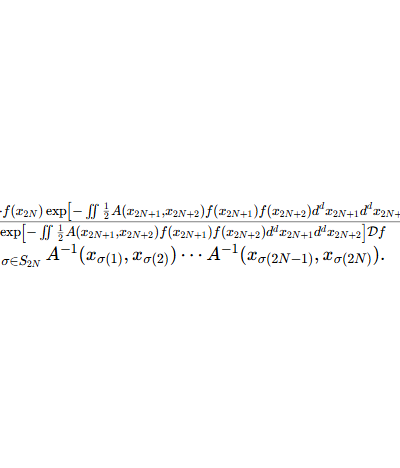 ·f(x_{2N}) exp[− ∬ \frac{1}{2} A(x_{2N+1},x_{2N+2})f(x_{2N+1})f(x_{2N+2})d^d x_{2N+1}d^d x_{2N+
exp[− ∬ \frac{1}{2} A(x_{2N+1},x_{2N+2})f(x_{2N+1})f(x_{2N+2})d^d x_{2N+1}d^d x_{2N+2}] 𝒟f
_{σ∈S_{2N}} A^{−1}(x_{σ(1)}, x_{σ(2)}) ··· A^{−1}(x_{σ(2N−1)}, x_{σ(2N)}).